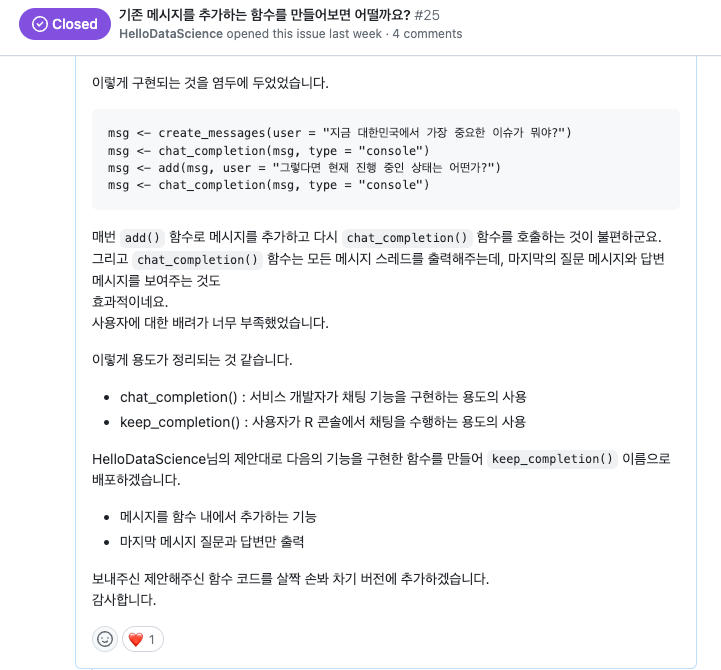 Closed
기존 메시지를 추가하는 함수를 만들어보면 어떨까요? #25
HelloDataScience opened this issue last week · 4 comments
이렇게 구현되는 것을 염두에 두었었습니다.
msg <- create_messages(user = "지금 대한민국에서 가장 중요한 이슈가 뭐야?")
msg <- chat_completion(msg, type = "console")
msg <- add(msg, user = "그렇다면 현재 진행 중인 상태는 어떤가?")
msg <- chat_completion(msg, type = "console")
매번 add() 함수로 메시지를 추가하고 다시 chat_completion() 함수를 호출하는 것이 불편하군요.
그리고 chat_completion() 함수는 모든 메시지 스레드를 출력해주는데, 마지막의 질문 메시지와 답변
메시지를 보여주는 것도
효과적이네요.
사용자에 대한 배려가 너무 부족했었습니다.
이렇게 용도가 정리되는 것 같습니다.
• chat_completion() : 서비스 개발자가 채팅 기능을 구현하는 용도의 사용
• keep_completion() : 사용자가 R 콘솔에서 채팅을 수행하는 용도의 사용
HelloDataScience님의 제안대로 다음의 기능을 구현한 함수를 만들어 keep_completion() 이름으로
배포하겠습니다.
• 메시지를 함수 내에서 추가하는 기능
• 마지막 메시지 질문과 답변만 출력
보내주신 제안해주신 함수 코드를 살짝 손봐 차기 버전에 추가하겠습니다.
감사합니다.
1